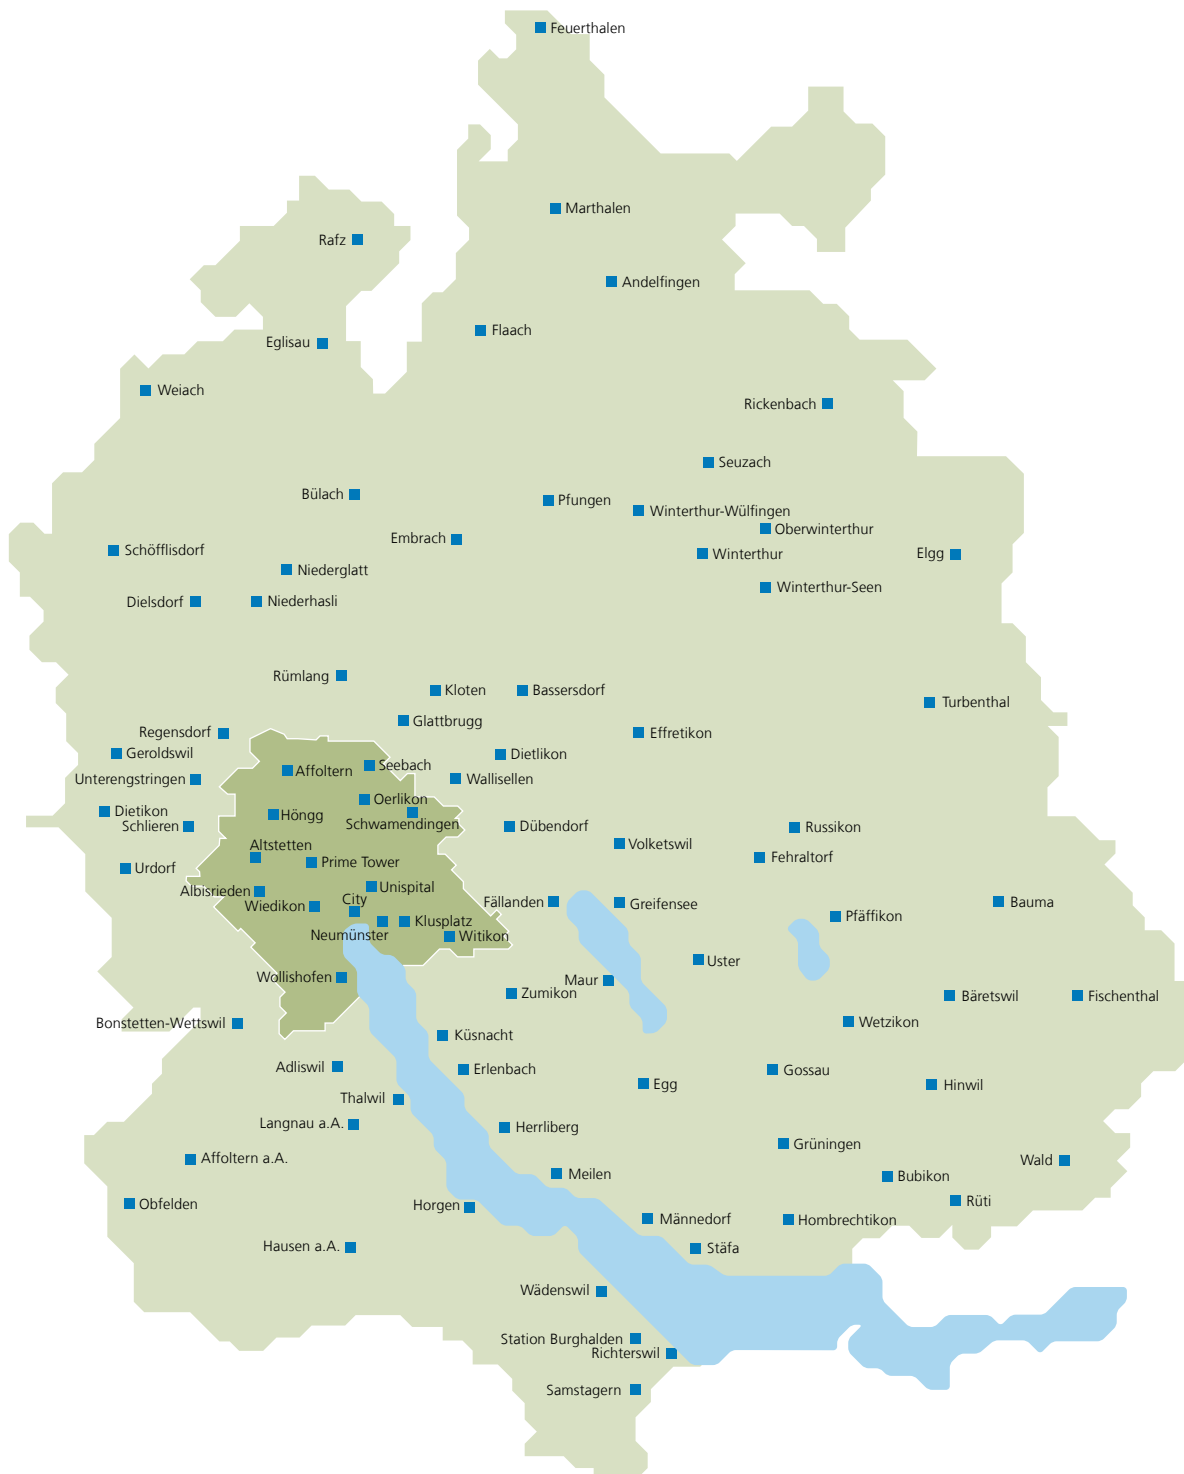 Feuerthalen
Marthalen
Rafz
Andelfingen
Flaach
Eglisau
Weiach
Rickenbach
Seuzach
Bülach
Pfungen
Winterthur-Wülfingen
Oberwinterthur
Embrach
Schöfflisdorf
Winterthur
Elgg
Niederglatt
Winterthur-Seen
Dielsdorf
Niederhasli
Rümlang
Kloten
Bassersdorf
Turbenthal
Glattbrugg
Regensdorf
Effretikon
Geroldswil
Dietlikon
Seebach
Affoltern
Unterengstringen
Wallisellen
Oerlikon
Dietikon
Höngg
Schwamendingen
Schlieren
Dübendorf
Russikon
Altstetten
Volketswil
Fehraltorf
Prime Tower
Urdorf
Unispital
Albisrieden
City
Wiedikon
Fällanden
Greifensee
Bauma
Pfäffikon
Klusplatz
Neumünster
Witikon
Uster
Wollishofen
Maur
Zumikon
Bäretswil
Fischenthal
Bonstetten-Wettswil
Wetzikon
Küsnacht
Adliswil
Erlenbach
Gossau
Egg
Hinwil
Thalwil
Langnau a.A.
Herrliberg
Grüningen
Affoltern a.A.
Wald
Meilen
Bubikon
Obfelden
Horgen
Rüti
Männedorf
Hombrechtikon
Hausen a.A.
Stäfa
Wädenswil
Station Burghalden
Richterswil
Samstagern